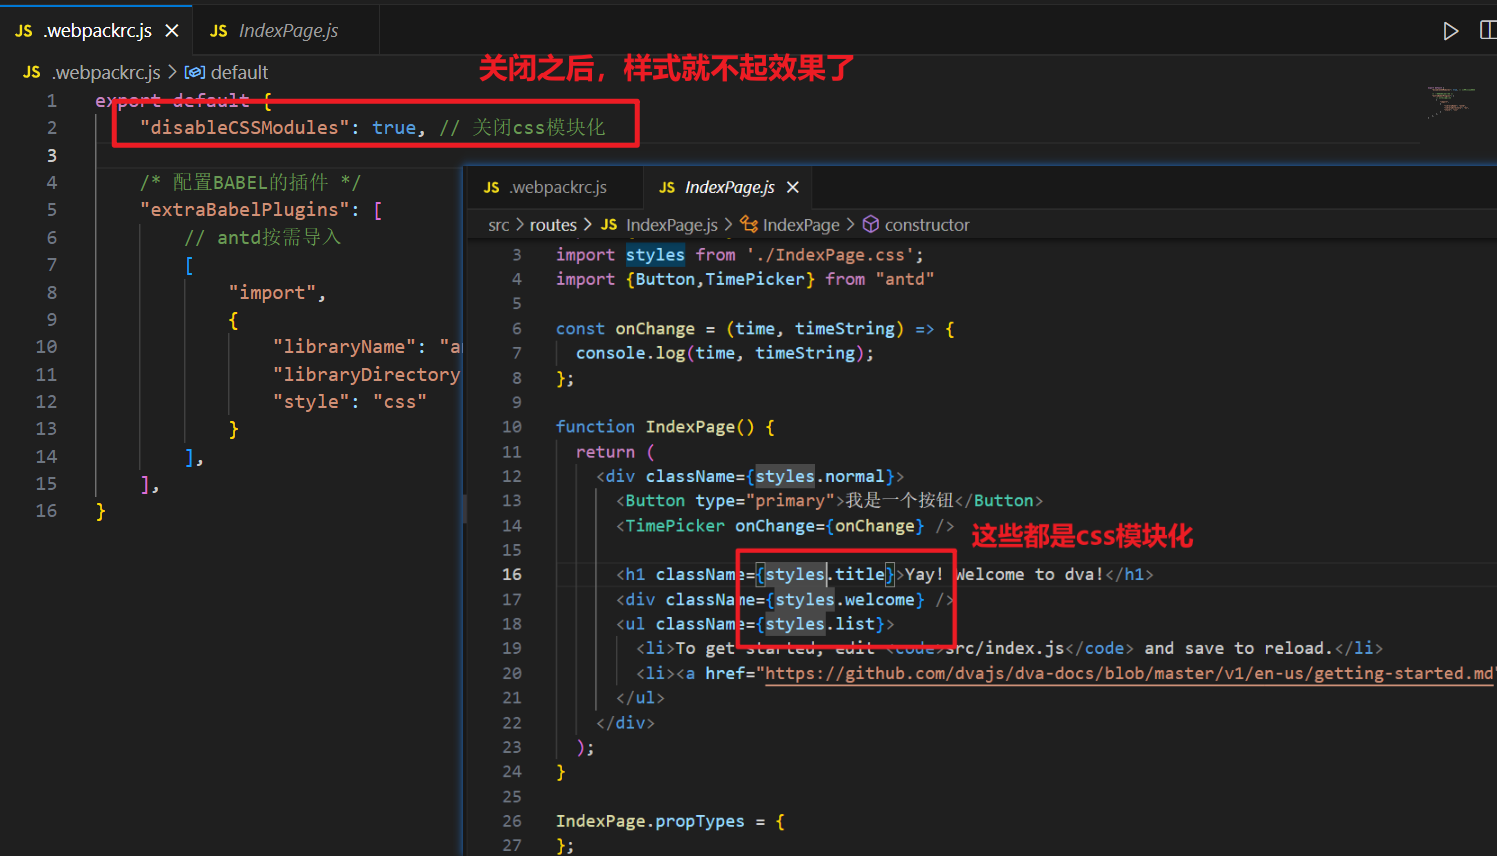 JS .webpackrc.js ×
JS IndexPage.js
JS .webpackrc.js > default
关闭之后，样式就不起效果了
1 export default {
2 "disableCSSModules": true, // 关闭css模块化
3
4 /* 配置BABEL的插件 */
5 "extraBabelPlugins": [
6 // antd按需导入
7 [
8 "import",
9 {
10 "libraryName":
11 "libraryDirectory
12 "style": "css"
13 }
14 ],
15 ],
16 }
JS .webpackrc.js
JS IndexPage.js ×
src > routes > JS IndexPage.js > IndexPage > constructor
3 import styles from './IndexPage.css';
4 import {Button,TimePicker} from "antd"
5
6 const onChange = (time, timeString) => {
7 console.log(time, timeString);
8 };
9
10 function IndexPage() {
11 return (
12 <div className={styles.normal}>
13 <Button type="primary">我是一个按钮</Button>
14 <TimePicker onChange={onChange} />
15
这些都是css模块化
16 <h1 className={styles.title}>Yay! Welcome to dva!</h1>
17 <div className={styles.welcome} />
18 <ul className={styles.list}>
19 <li>To get started, edit <code>src/index.js</code> and save to reload.</li>
20 <li><a href="https://github.com/dvajs/dva-docs/blob/master/v1/en-us/getting-started.md
21 </ul>
22 </div>
23 );
24 }
25
26 IndexPage.propTypes = {
27 };